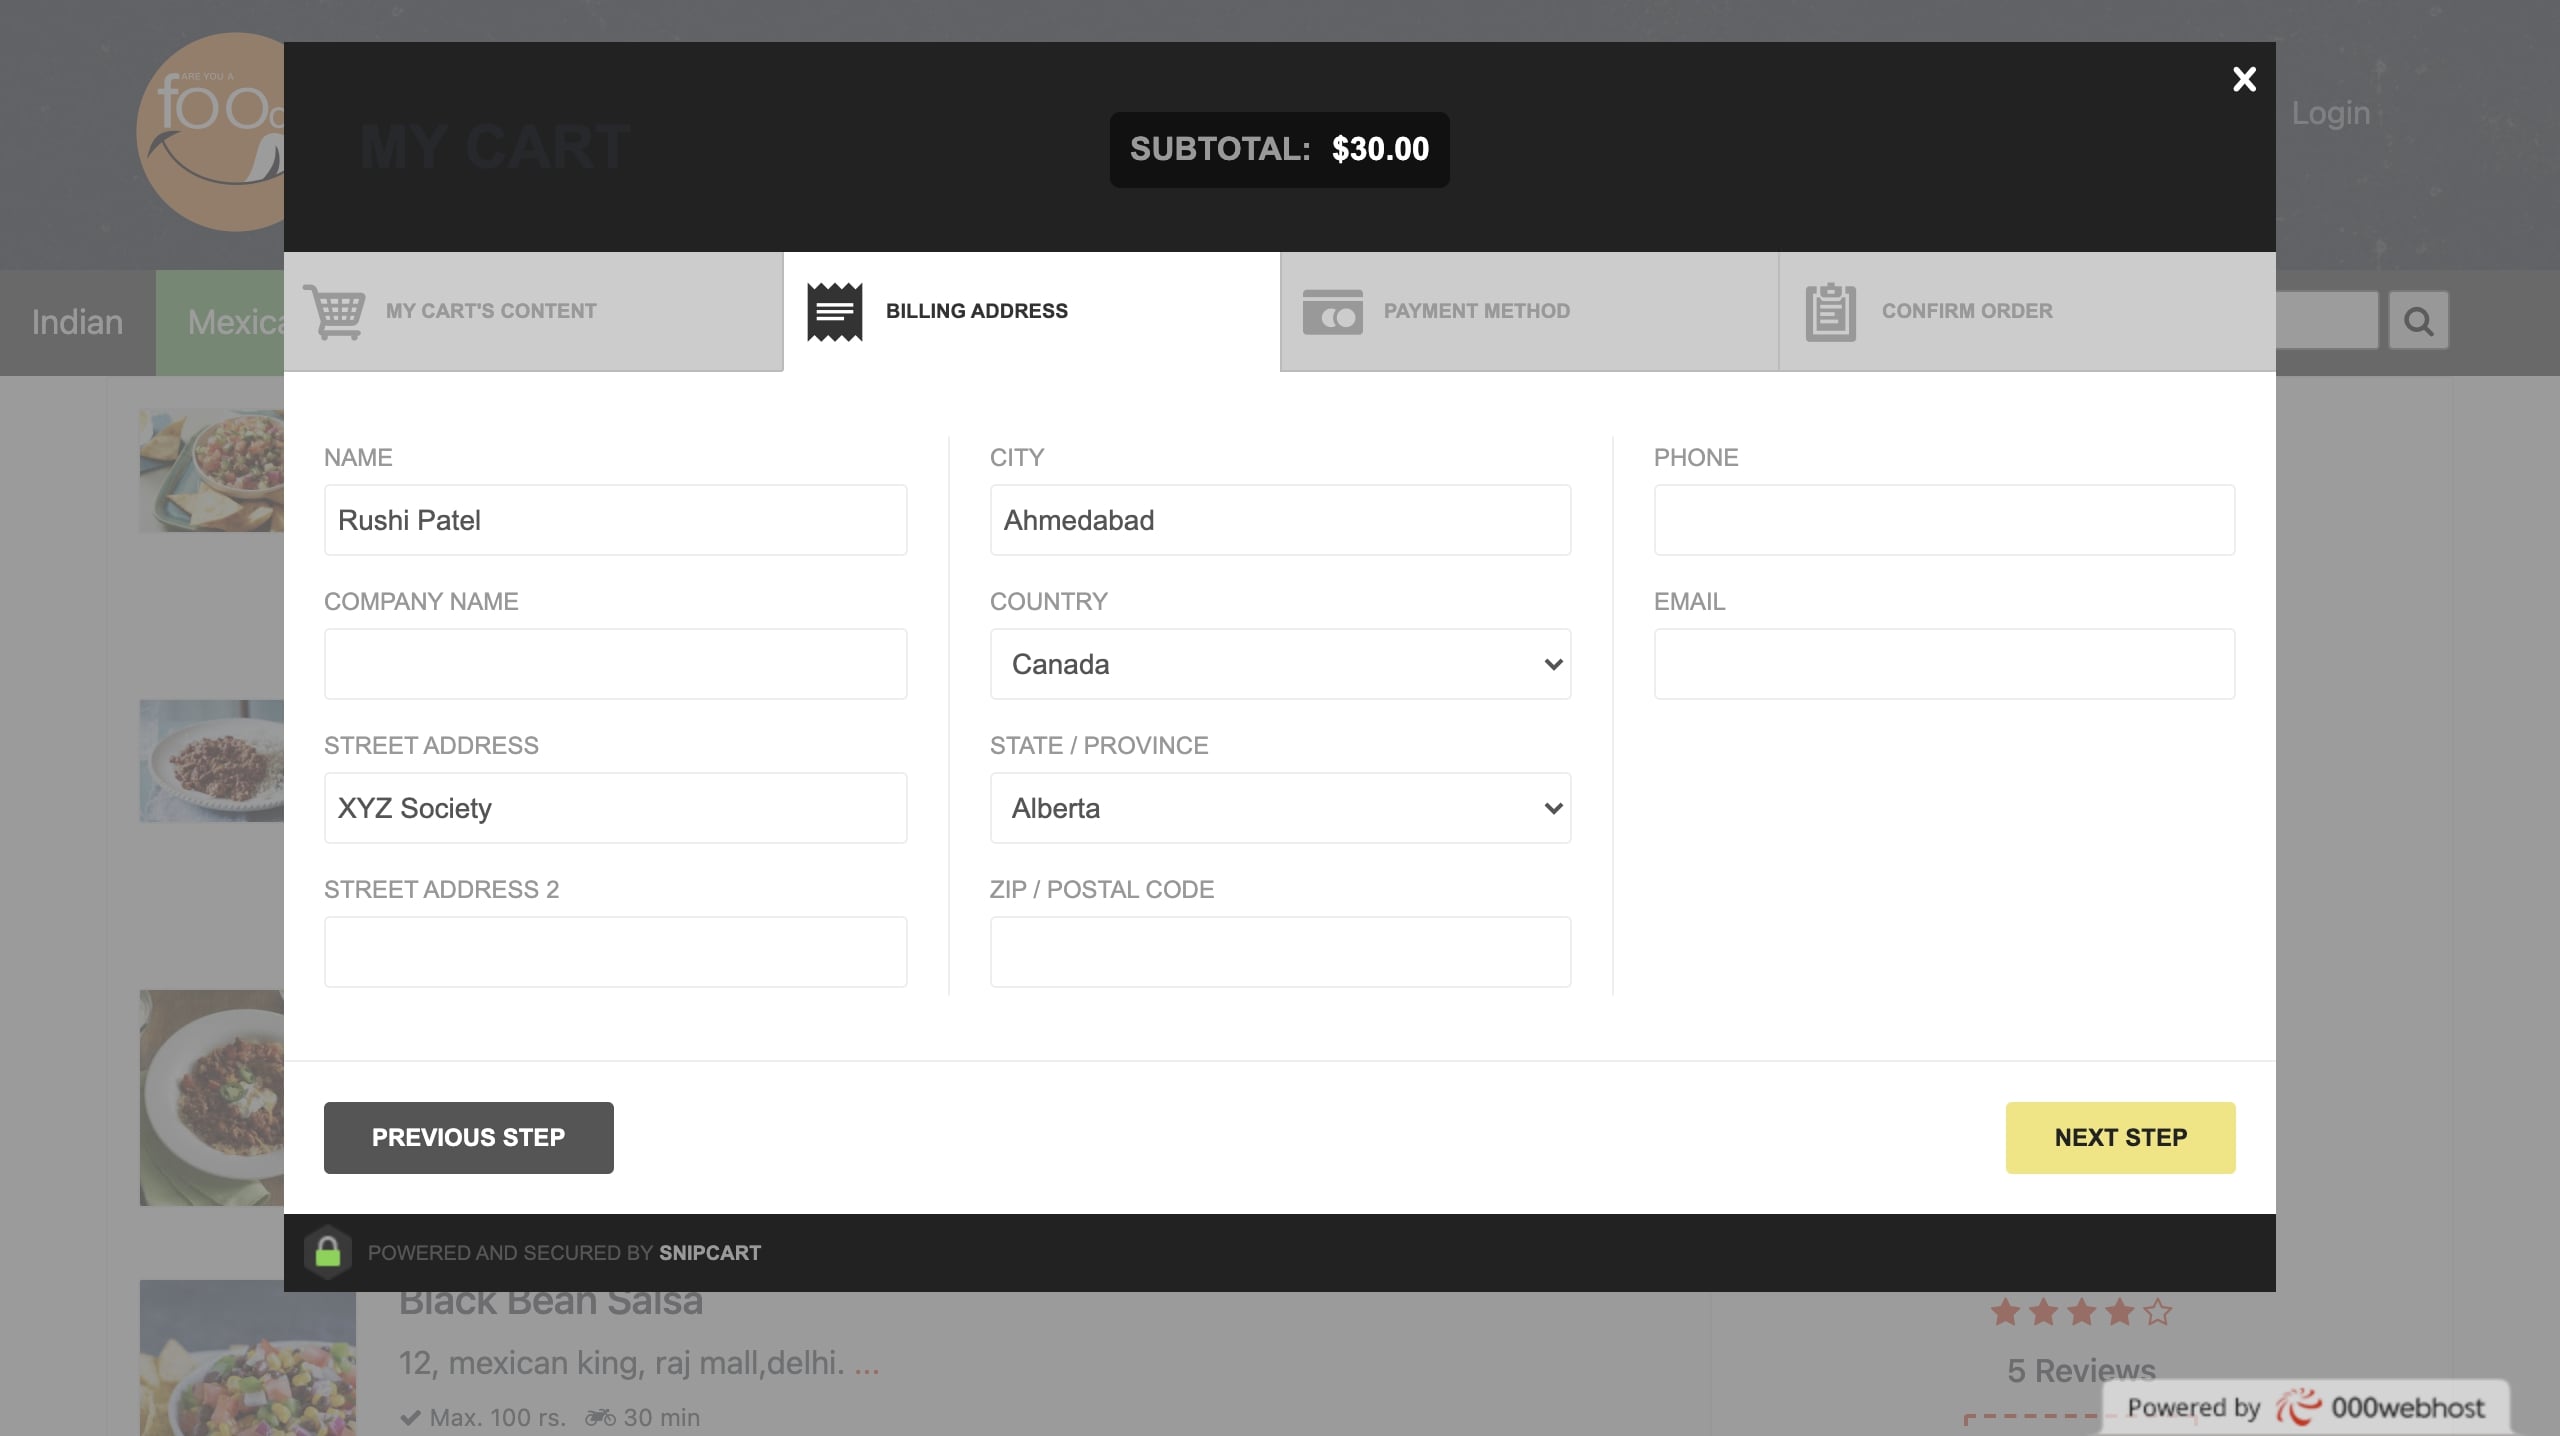 ARE YOU A
foo
MY CART
SUBTOTAL: $30.00
X
Login
Indian
MY CART'S CONTENT
BILLING ADDRESS
PAYMENT METHOD
CONFIRM ORDER
NAME
CITY
PHONE
Rushi Patel
Ahmedabad
COMPANY NAME
COUNTRY
EMAIL
Canada
STREET ADDRESS
STATE / PROVINCE
XYZ Society
Alberta
STREET ADDRESS 2
ZIP / POSTAL CODE
PREVIOUS STEP
NEXT STEP
POWERED AND SECURED BY SNIPCART
Black Bean Salsa
12, mexican king, raj mall,delhi. ...
5 Reviews
Max. 100 rs. 30 min
Powered by 000webhost